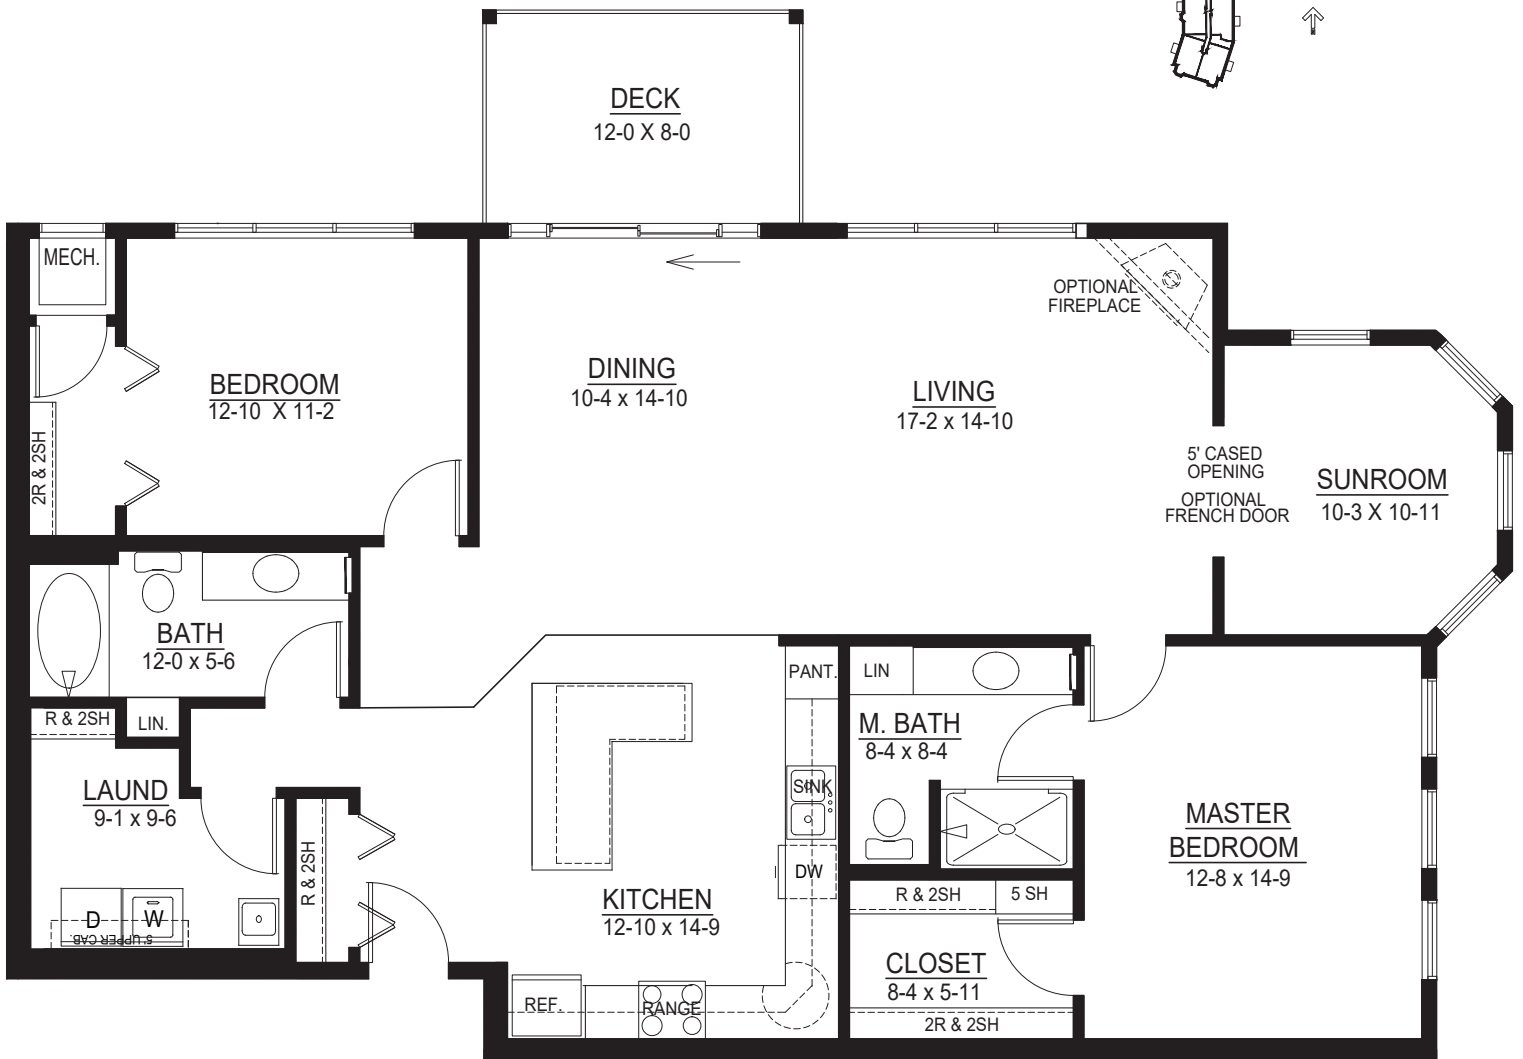 DECK
12-0 X 8-0
MECH.
OPTIONAL
FIREPLACE
BEDROOM
12-10 X 11-2
DINING
10-4 x 14-10
LIVING
17-2 x 14-10
2R & 2SH
5' CASED
OPENING
OPTIONAL
FRENCH DOOR
SUNROOM
10-3 X 10-11
BATH
12-0 x 5-6
PANT.
LIN
R & 2SH
LIN.
M. BATH
8-4 x 8-4
LAUND
9-1 x 9-6
SINK
MASTER
BEDROOM
12-8 x 14-9
R & 2SH
DW
D
W
5' UPPER CAB.
KITCHEN
12-10 x 14-9
R & 2SH
5 SH
CLOSET
8-4 x 5-11
REF.
RANGE
2R & 2SH